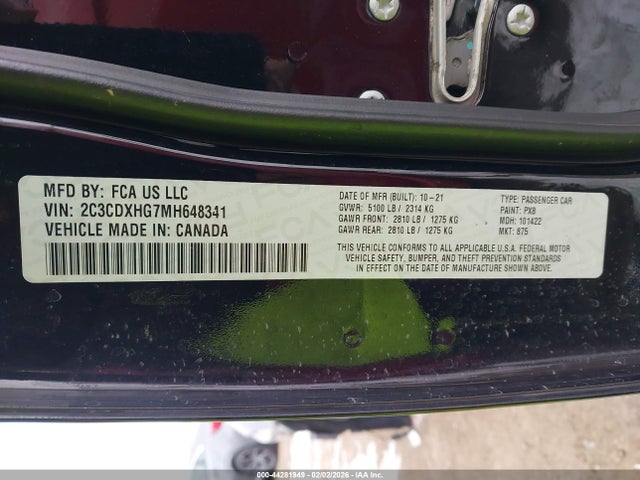 MFD BY: FCA US LLC
VIN: 2C3CDXHG7MH648341
VEHICLE MADE IN: CANADA
DATE OF MFR (BUILT): 10-21
GVWR: 5100 LB / 2314 KG
GAWR FRONT: 2810 LB / 1275 KG
GAWR REAR: 2810 LB / 1275 KG
TYPE: PASSENGER CAR
PAINT: PX8
MDH: 101422
MKT: 875
THIS VEHICLE CONFORMS TO ALL APPLICABLE U.S.A. FEDERAL MOTOR
VEHICLE SAFETY, BUMPER, AND THEFT PREVENTION STANDARDS
IN EFFECT ON THE DATE OF MANUFACTURE SHOWN ABOVE.
000-44281949 - 02/02/2026 - IAA Inc.